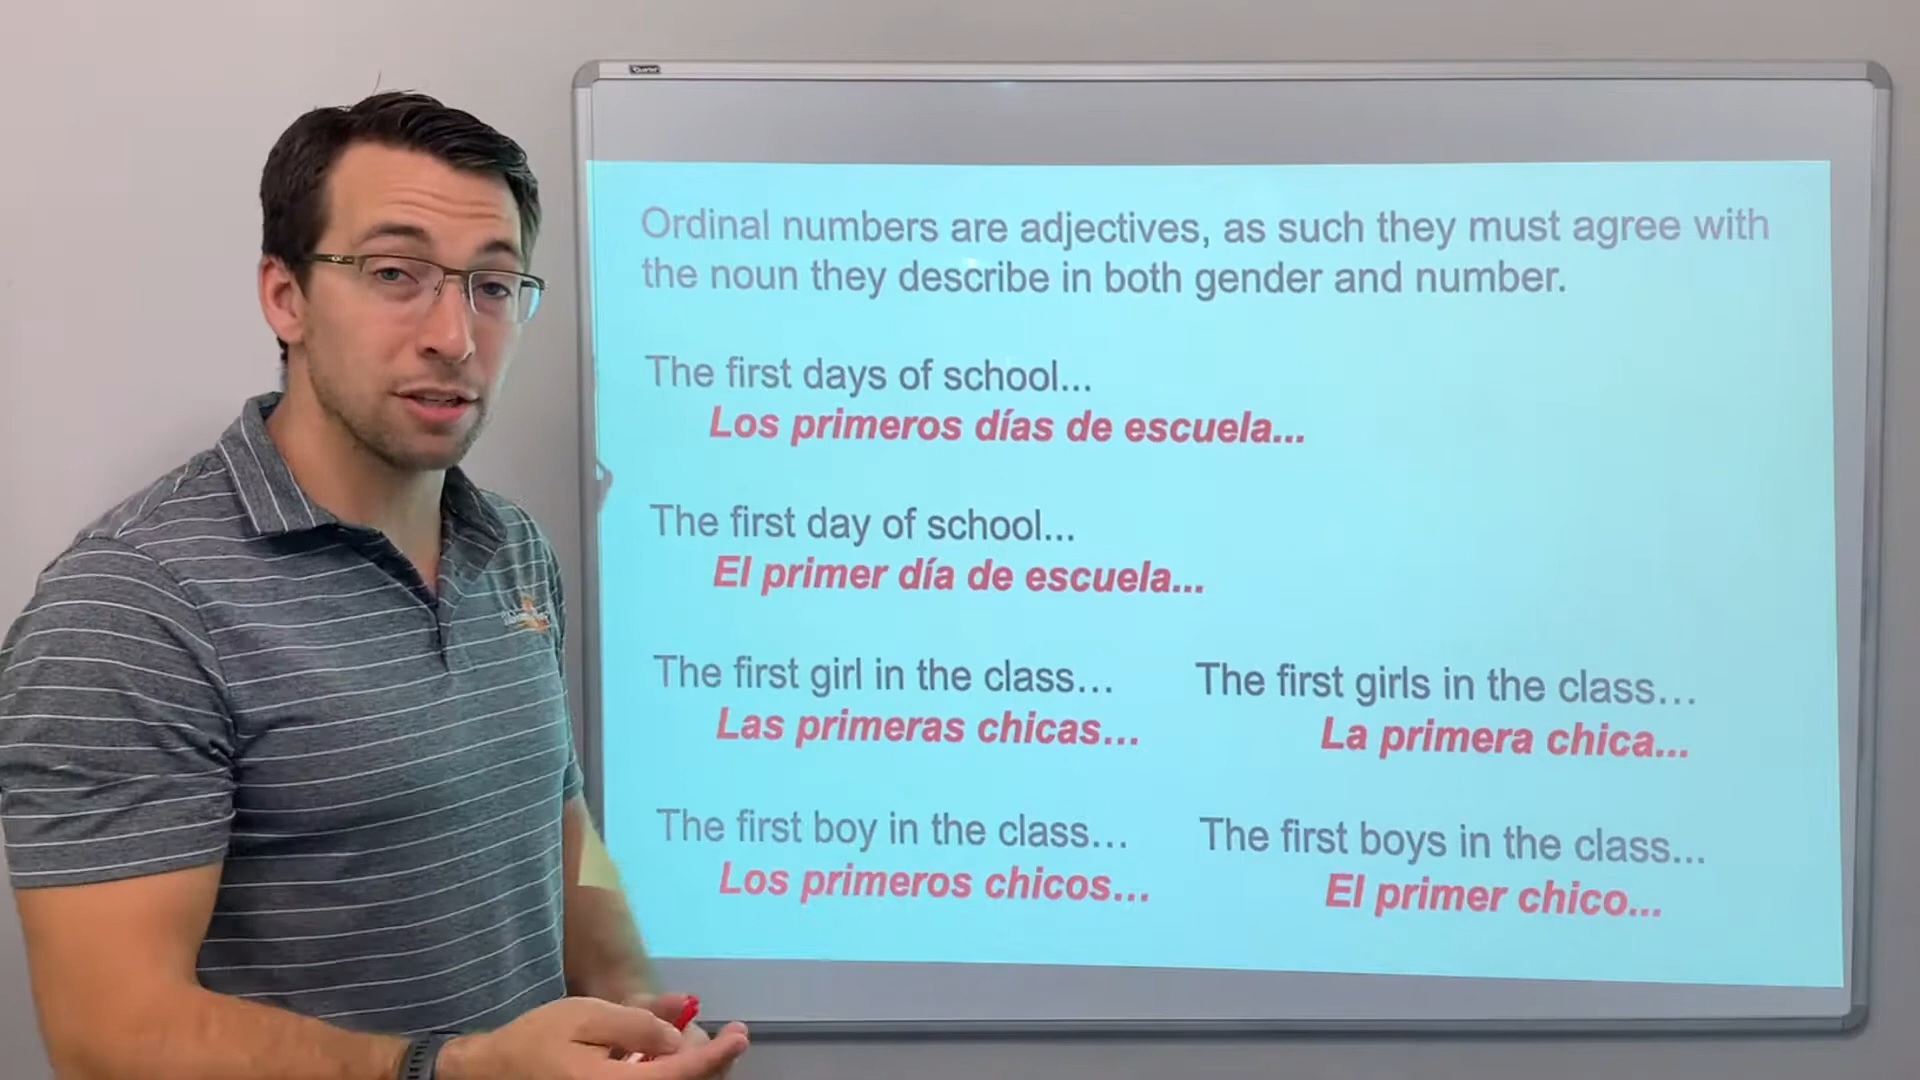 Quartet
Ordinal numbers are adjectives, as such they must agree with
the noun they describe in both gender and number.
The first days of school...
Los primeros días de escuela...
The first day of school...
El primer día de escuela...
The first girl in the class...
Las primeras chicas...
The first girls in the class...
La primera chica...
The first boy in the class...
Los primeros chicos...
The first boys in the class...
El primer chico...